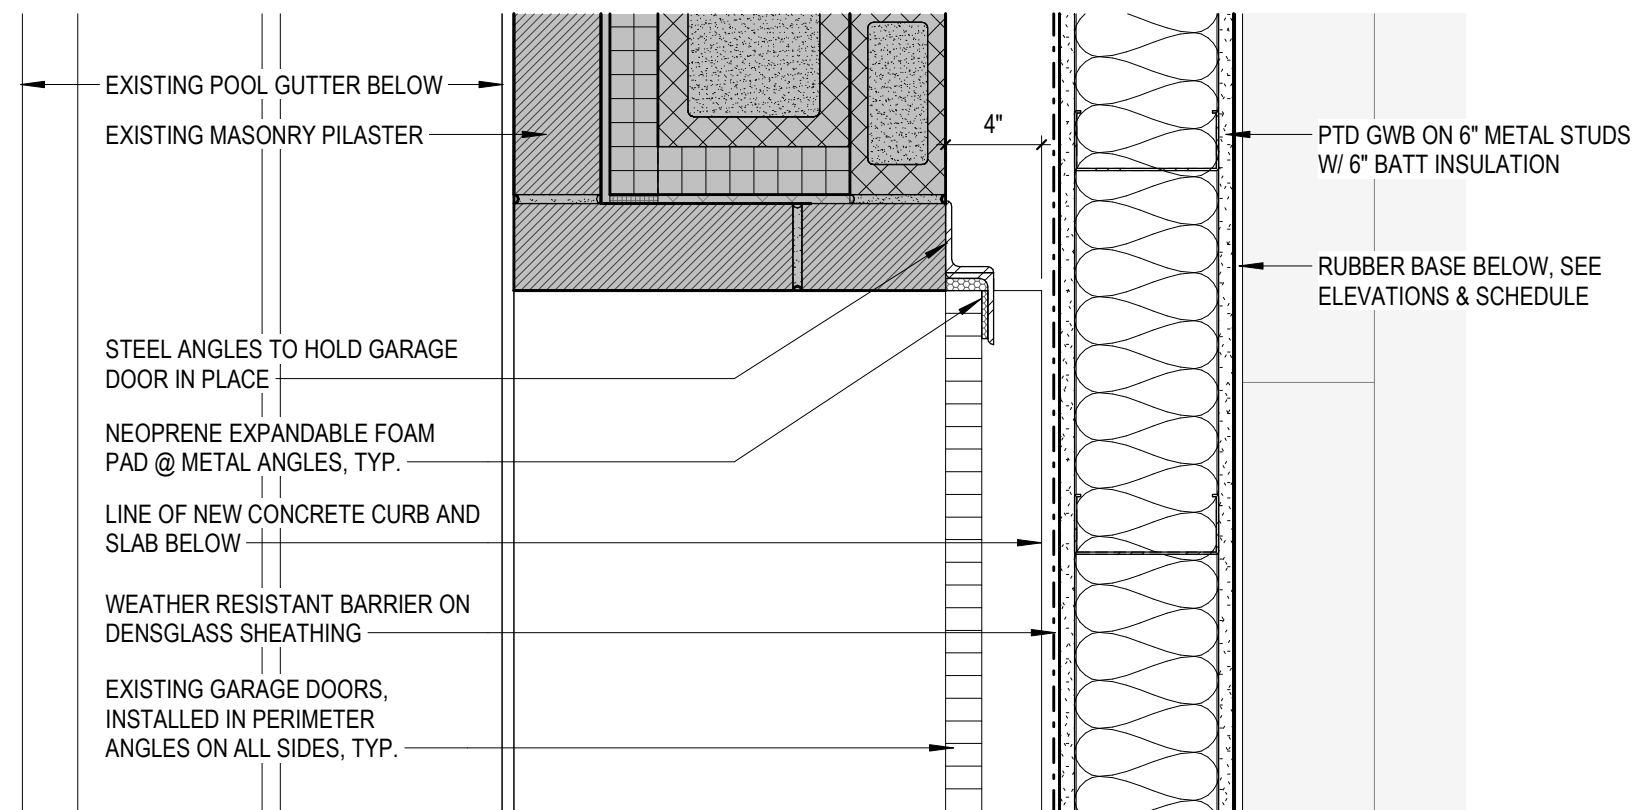 EXISTING POOL GUTTER BELOW
EXISTING MASONRY PILASTER
4"
PTD GWB ON 6" METAL STUDS
W/ 6" BATT INSULATION
RUBBER BASE BELOW, SEE
ELEVATIONS & SCHEDULE
STEEL ANGLES TO HOLD GARAGE
DOOR IN PLACE
NEOPRENE EXPANDABLE FOAM
PAD @ METAL ANGLES, TYP.
LINE OF NEW CONCRETE CURB AND
SLAB BELOW
WEATHER RESISTANT BARRIER ON
DENSGLASS SHEATHING
EXISTING GARAGE DOORS,
INSTALLED IN PERIMETER
ANGLES ON ALL SIDES, TYP.